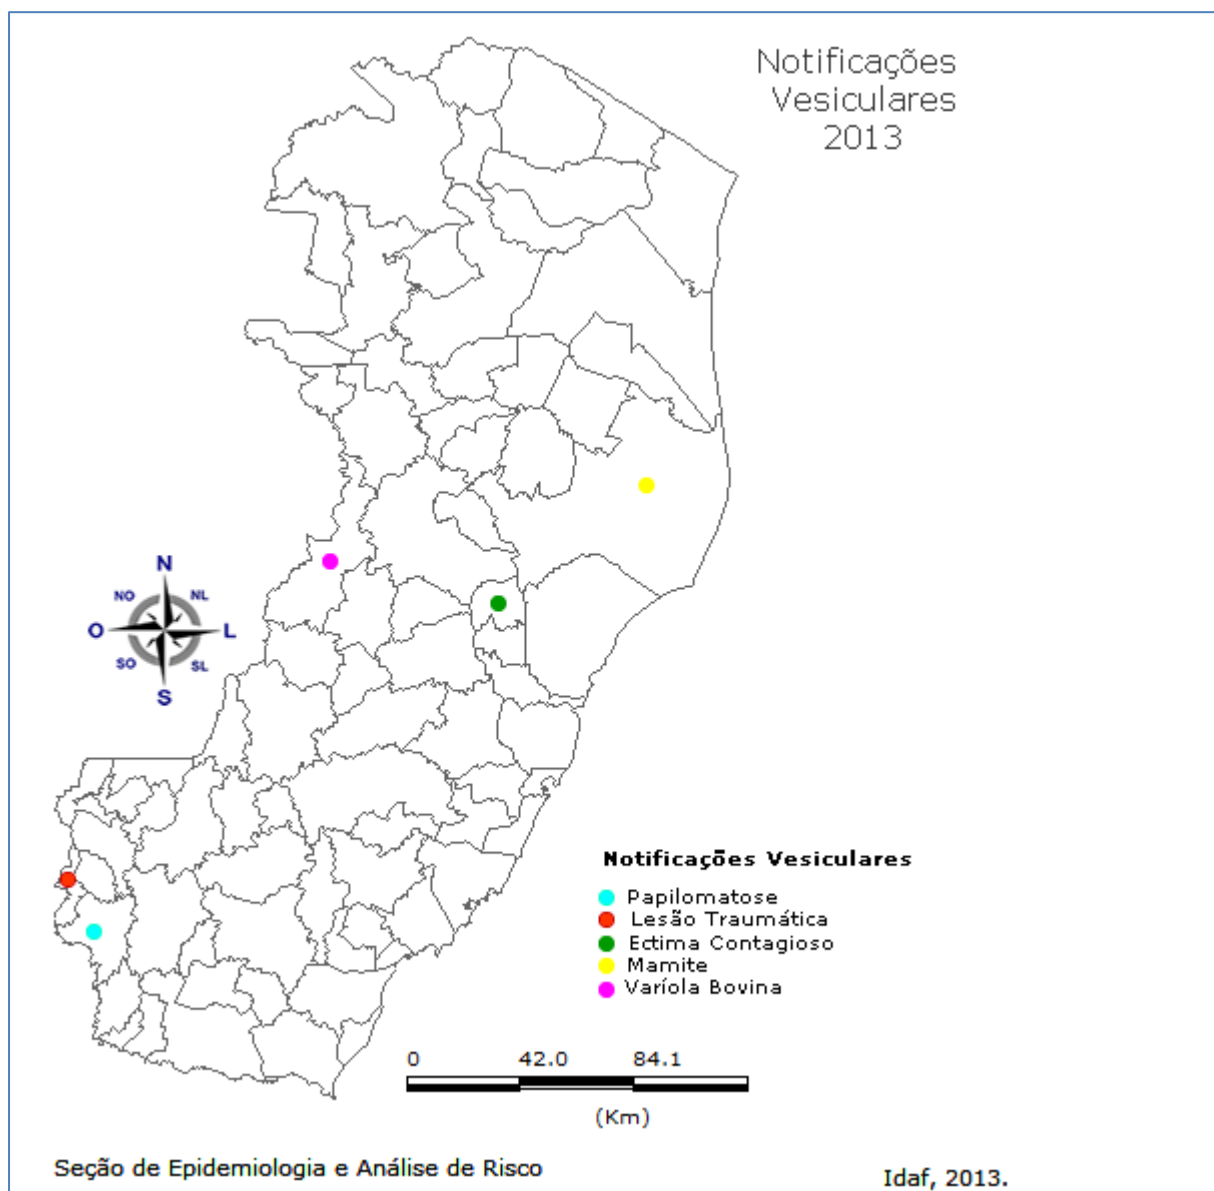 Notificações
Vesiculares
2013
N
NO
NL
O
L
SO
SL
S
Notificações Vesiculares
Papilomatose
Lesão Traumática
Ectima Contagioso
Mamite
Varíola Bovina
0 42.0 84.1
(Km)
Seção de Epidemiologia e Análise de Risco
Idaf, 2013.